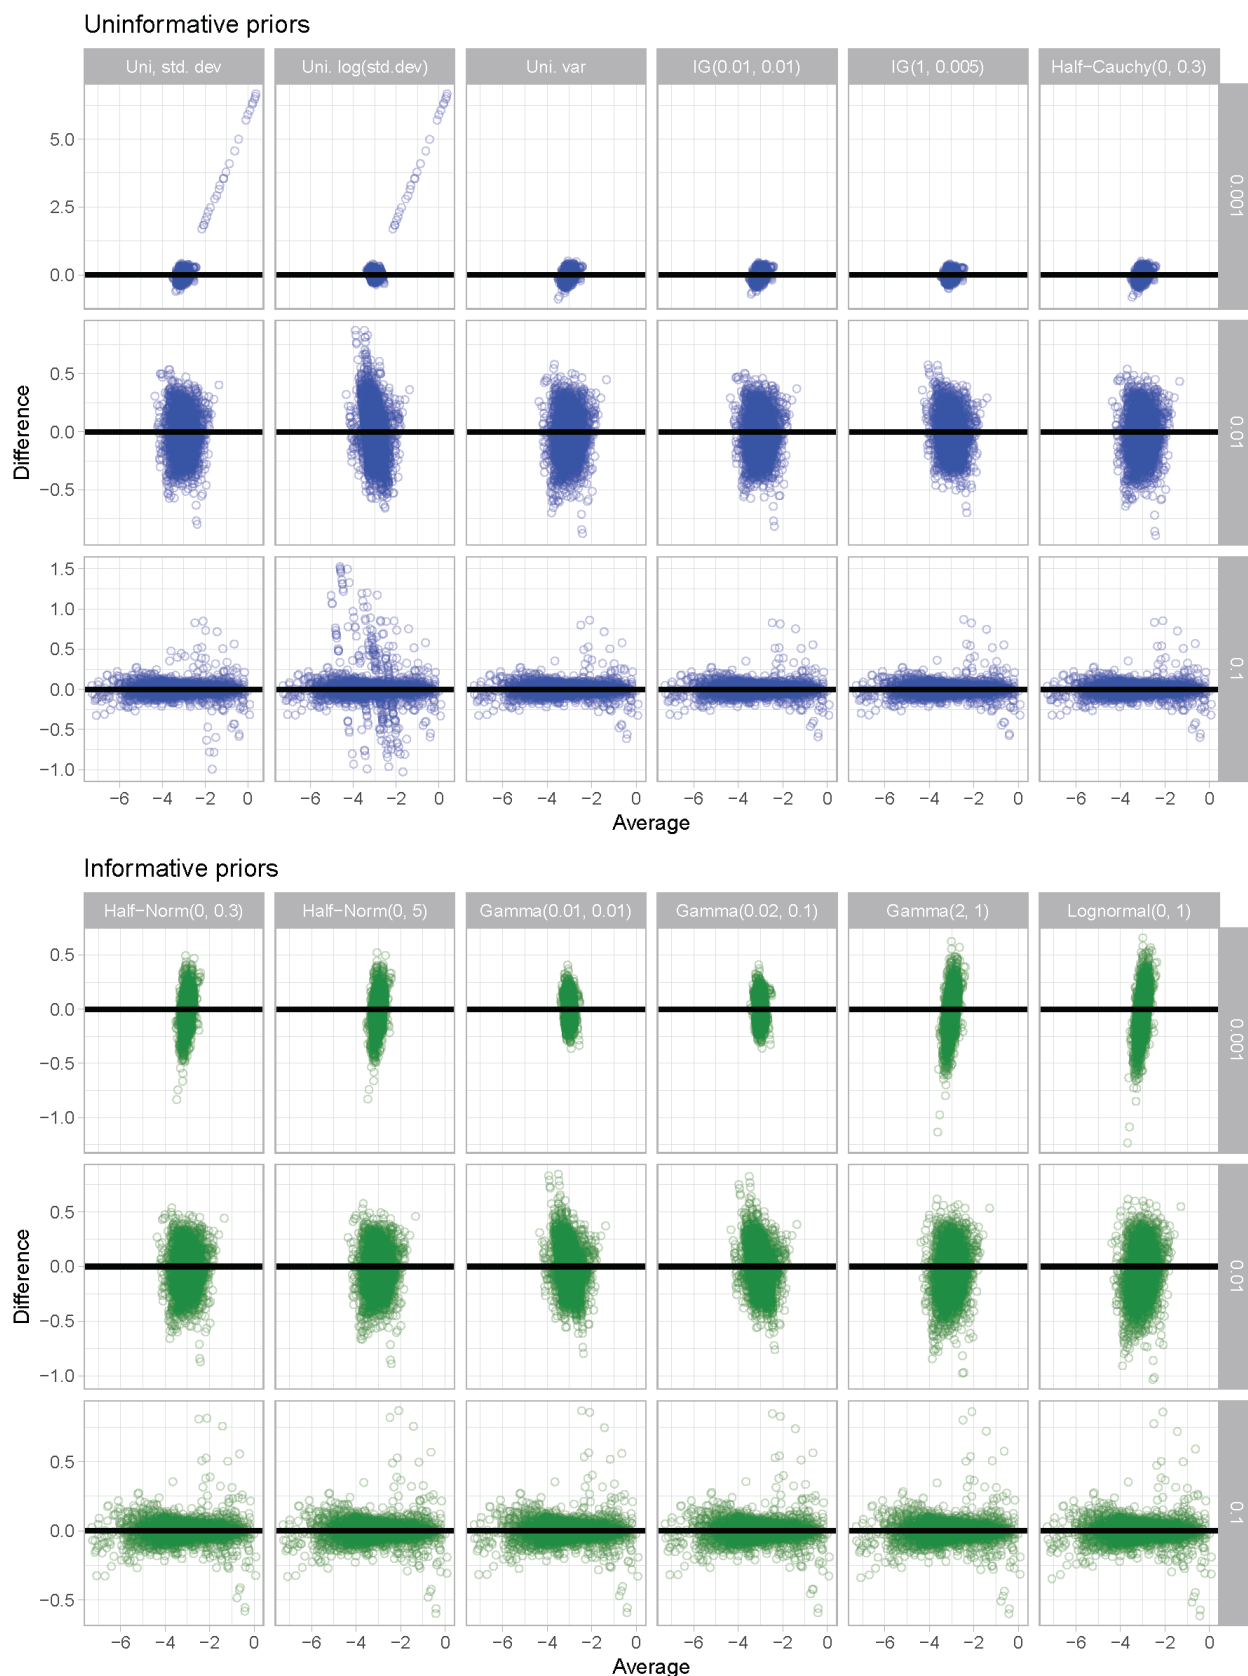 Uninformative priors
Uni, std. dev Uni. log(std.dev) Uni. var IG(0.01, 0.01) IG(1, 0.005) Half−Cauchy(0, 0.3)
5.0
2.5
0.0
0.001
0.5
0.0
−0.5
0.01
Difference
1.5
1.0
0.5
0.0
−0.5
−1.0
0.1
−6 −4 −2 0 −6 −4 −2 0 −6 −4 −2 0 −6 −4 −2 0 −6 −4 −2 0 −6 −4 −2 0
Average
Informative priors
Half−Norm(0, 0.3) Half−Norm(0, 5) Gamma(0.01, 0.01) Gamma(0.02, 0.1) Gamma(2, 1) Lognormal(0, 1)
0.5
0.0
−0.5
−1.0
0.001
0.5
0.0
−0.5
−1.0
0.01
Difference
0.5
0.0
−0.5
0.1
−6 −4 −2 0 −6 −4 −2 0 −6 −4 −2 0 −6 −4 −2 0 −6 −4 −2 0 −6 −4 −2 0
Average